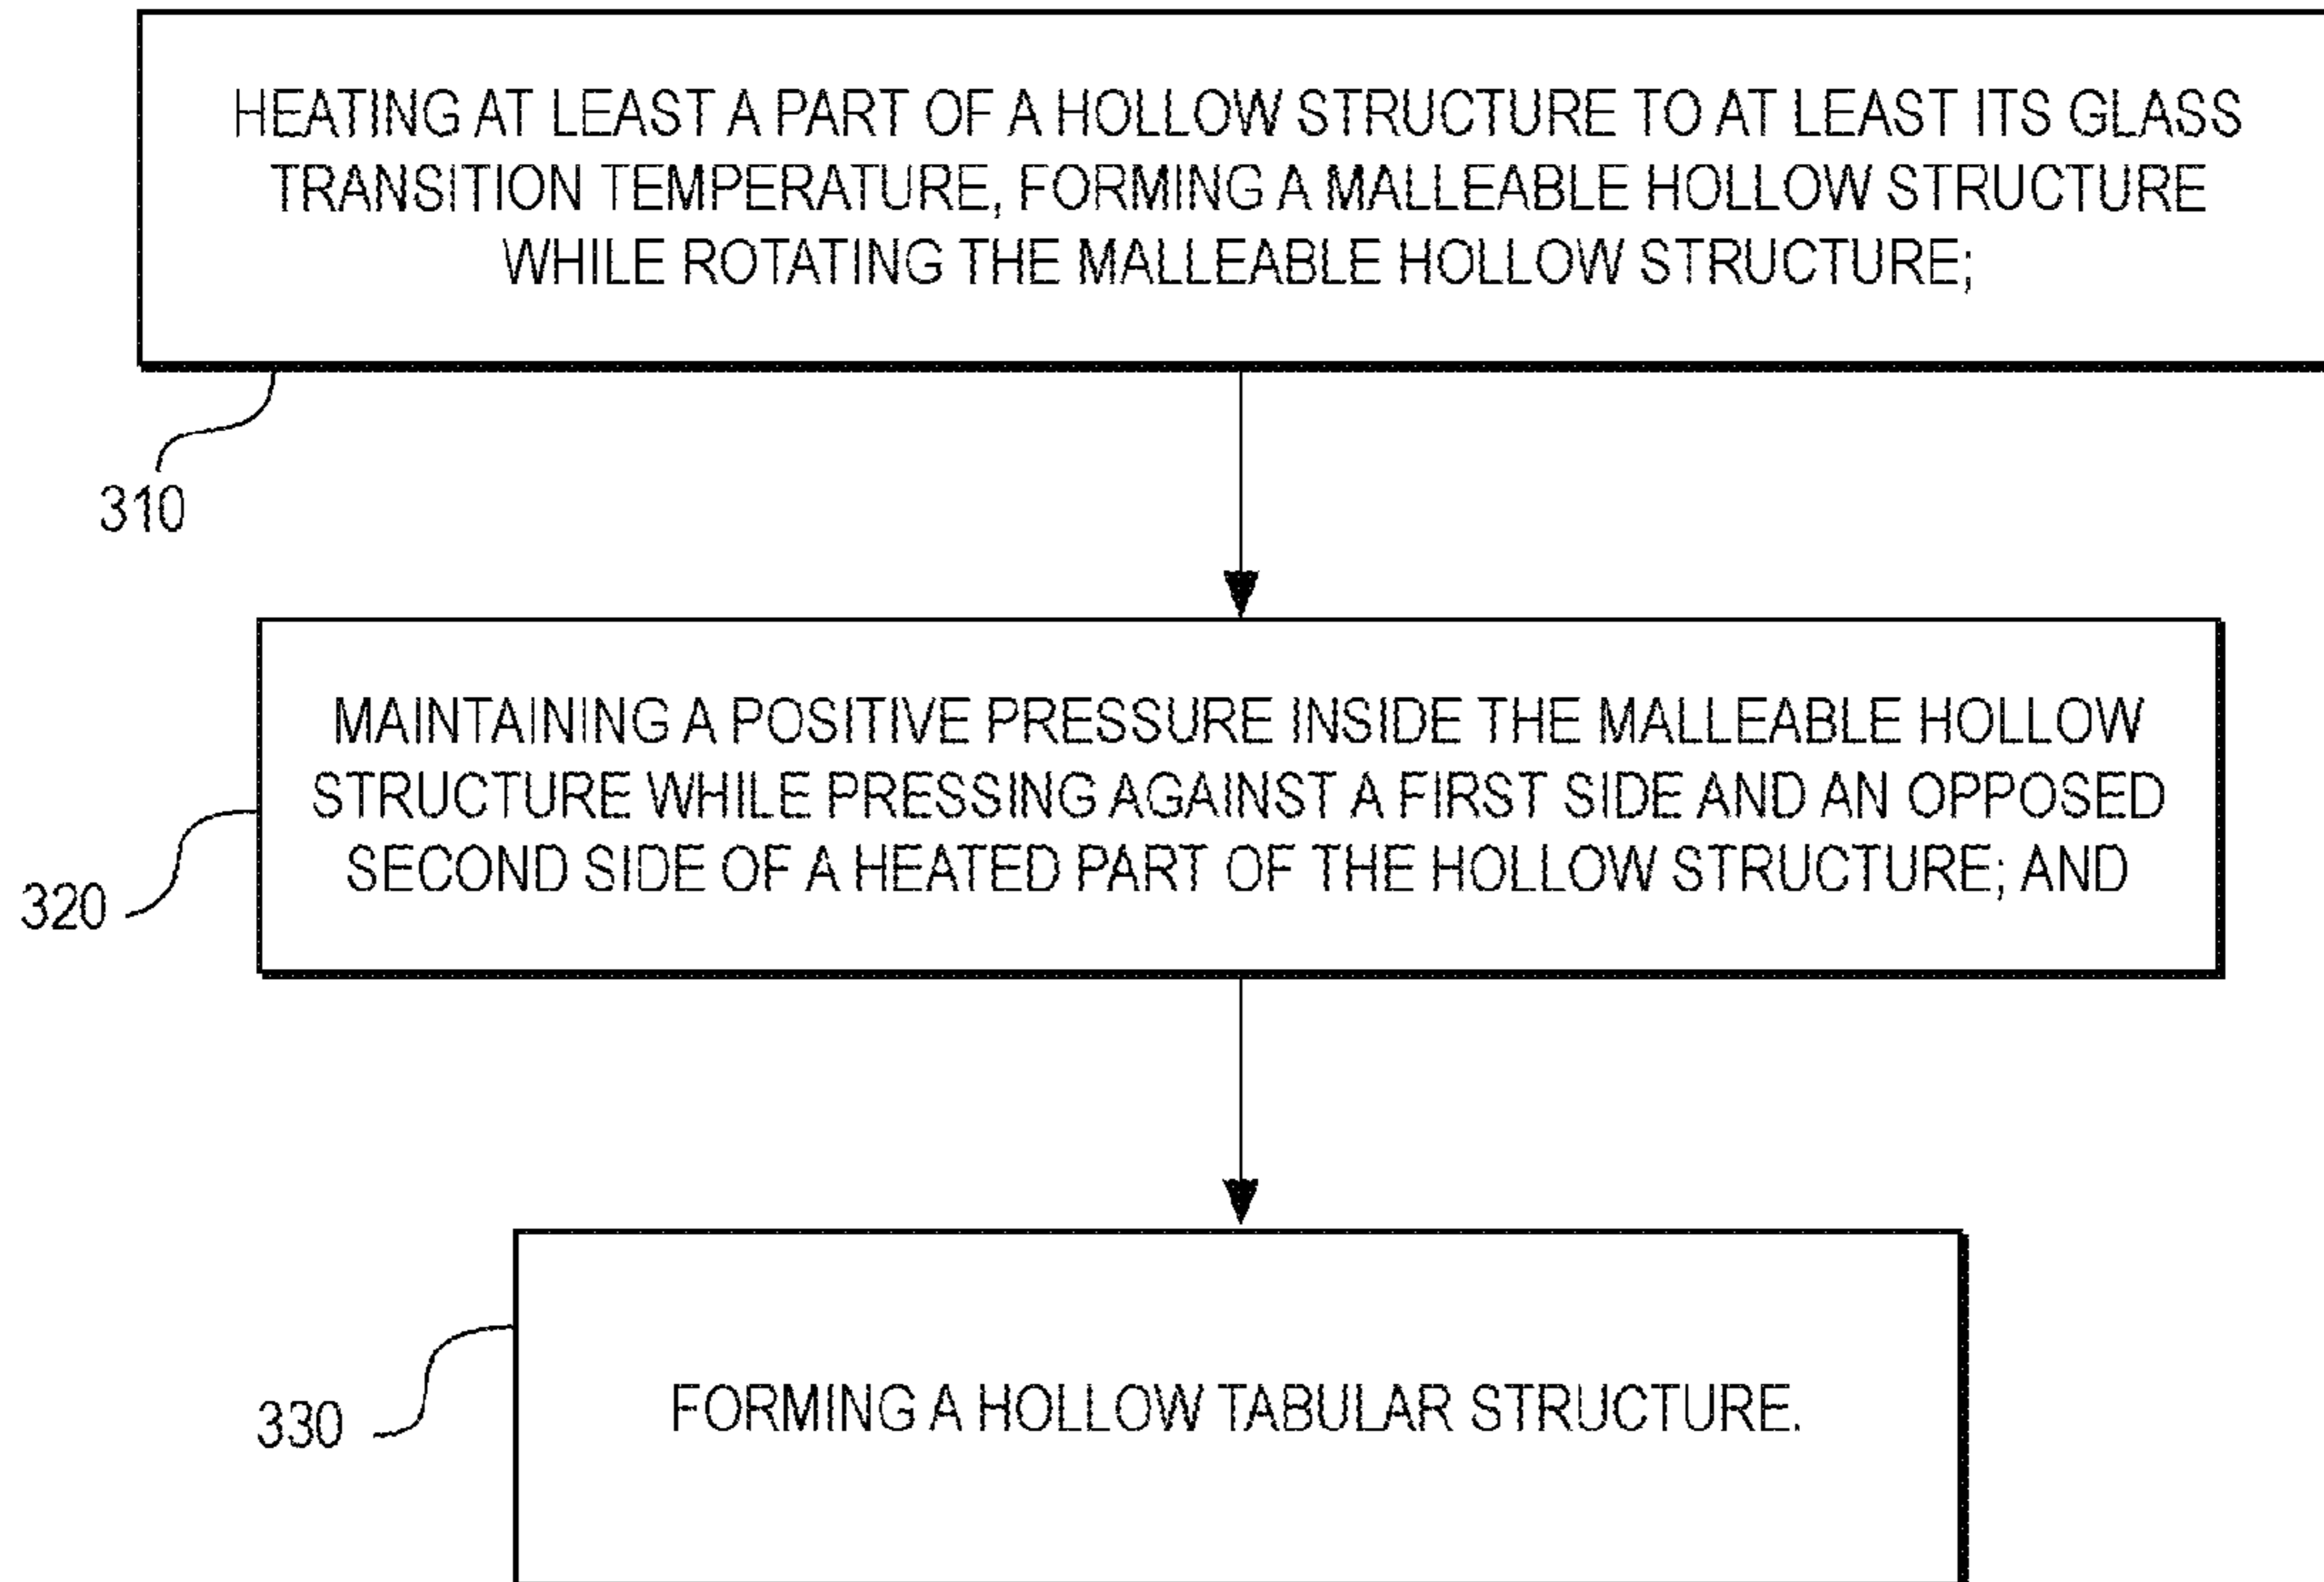 HEATING AT LEAST A PART OF A HOLLOW STRUCTURE TO AT LEAST ITS GLASS
TRANSITION TEMPERATURE, FORMING A MALLEABLE HOLLOW STRUCTURE
WHILE ROTATING THE MALLEABLE HOLLOW STRUCTURE;
310
MAINTAINING A POSITIVE PRESSURE INSIDE THE MALLEABLE HOLLOW
STRUCTURE WHILE PRESSING AGAINST A FIRST SIDE AND AN OPPOSED
SECOND SIDE OF A HEATED PART OF THE HOLLOW STRUCTURE; AND
320
FORMING A HOLLOW TABULAR STRUCTURE.
330